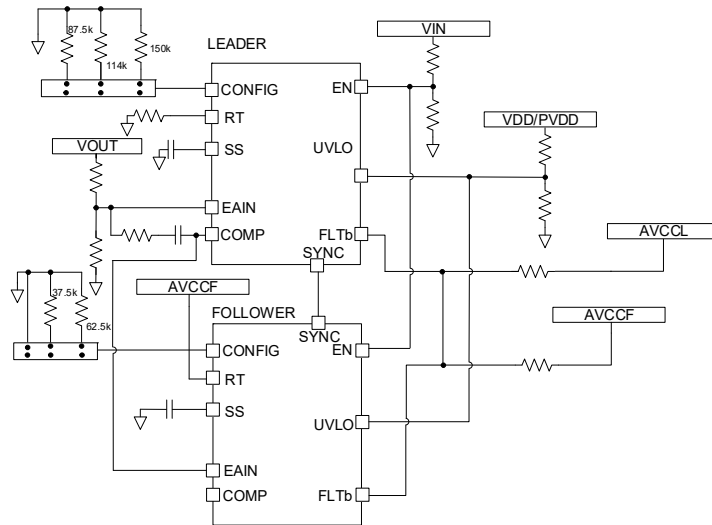 87.5k
114k
150k
LEADER
VIN
CONFIG
EN
RT
VDD/PVDD
VOUT
SS
UVLO
EAIN
COMP
FLTb
AVCCL
SYNC
37.5k
62.5k
AVCCF
FOLLOWER
AVCCF
SYNC
CONFIG
EN
RT
SS
UVLO
EAIN
COMP
FLTb